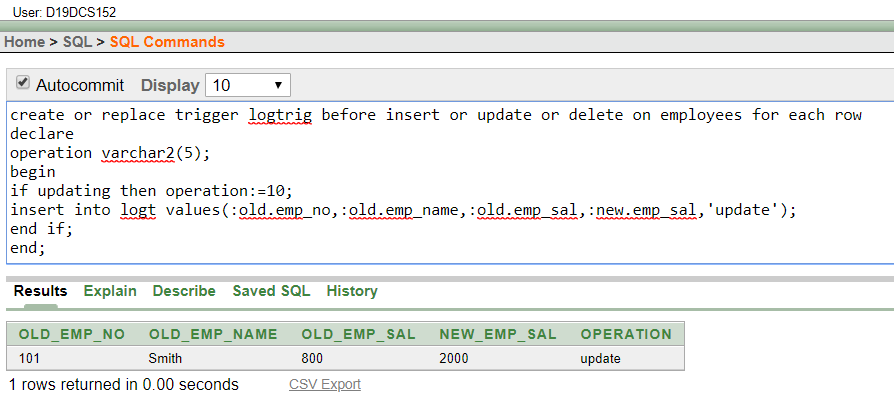 User: D19DCS152
Home > SQL > SQL Commands
Autocommit Display 10
create or replace trigger logtrig before insert or update or delete on employees for each row
declare
operation varchar2(5);
begin
if updating then operation:=10;
insert into logt values(:old.emp_no,:old.emp_name,:old.emp_sal,:new.emp_sal,'update');
end if;
end;
Results Explain Describe Saved SQL History
OLD_EMP_NO OLD_EMP_NAME OLD_EMP_SAL NEW_EMP_SAL OPERATION
101 Smith 800 2000 update
1 rows returned in 0.00 seconds CSV Export